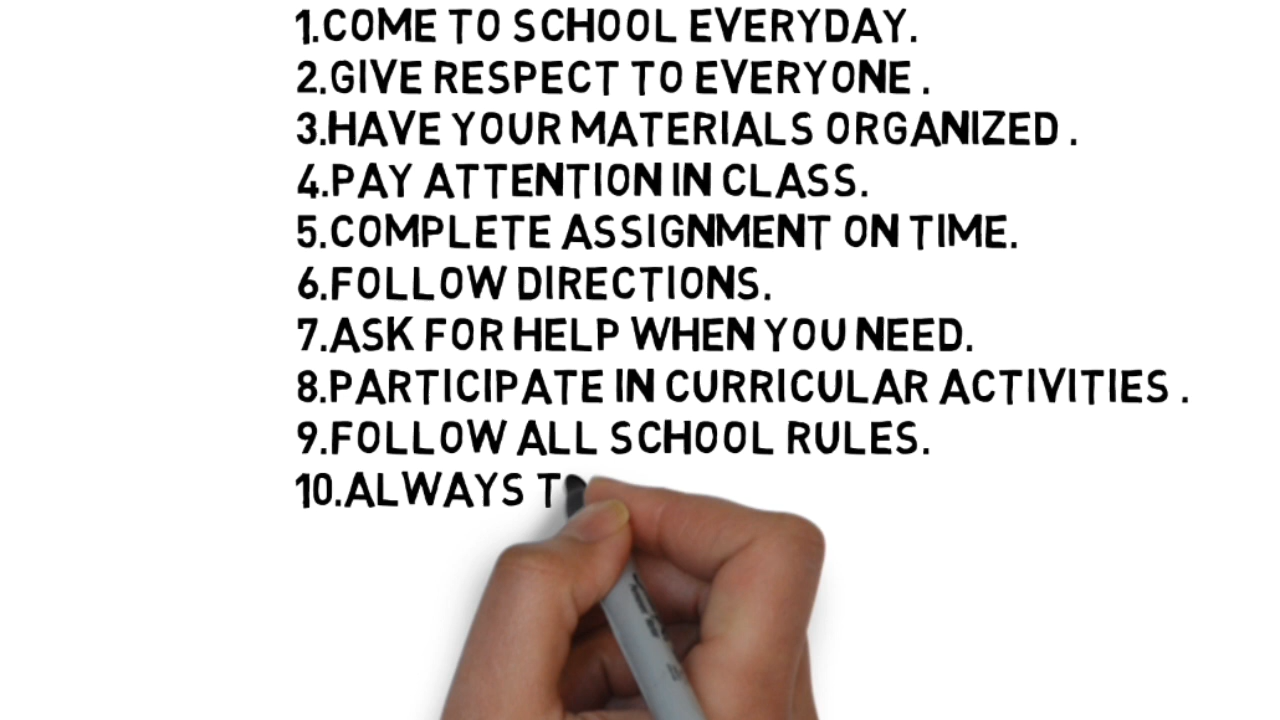 1.COME TO SCHOOL EVERYDAY.
2.GIVE RESPECT TO EVERYONE .
3.HAVE YOUR MATERIALS ORGANIZED .
4.PAY ATTENTION IN CLASS.
5.COMPLETE ASSIGNMENT ON TIME.
6.FOLLOW DIRECTIONS.
7.ASK FOR HELP WHEN YOU NEED.
8.PARTICIPATE IN CURRICULAR ACTIVITIES .
9.FOLLOW ALL SCHOOL RULES.
10.ALWAYS T